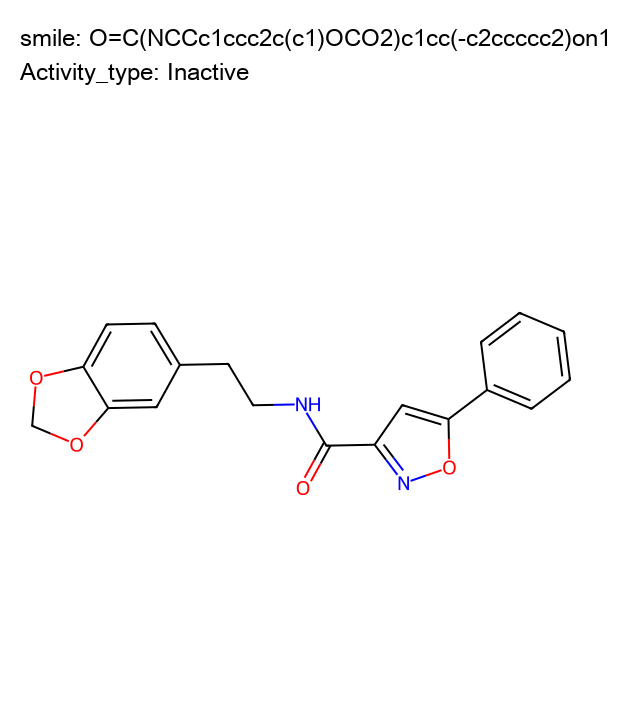 smile: O=C(NCCc1ccc2c(c1)OCO2)c1cc(-c2ccccc2)on1
Activity_type: Inactive
O
O
NH
O
N
O